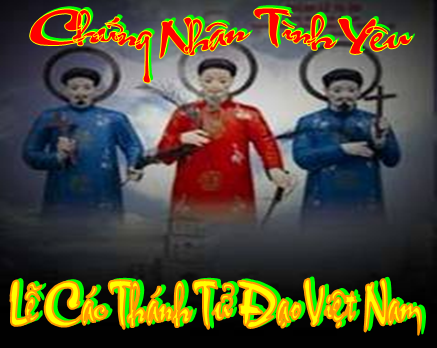 Chứng Nhân Tình Yêu
Lễ Các Thánh Tử Đạo Việt Nam